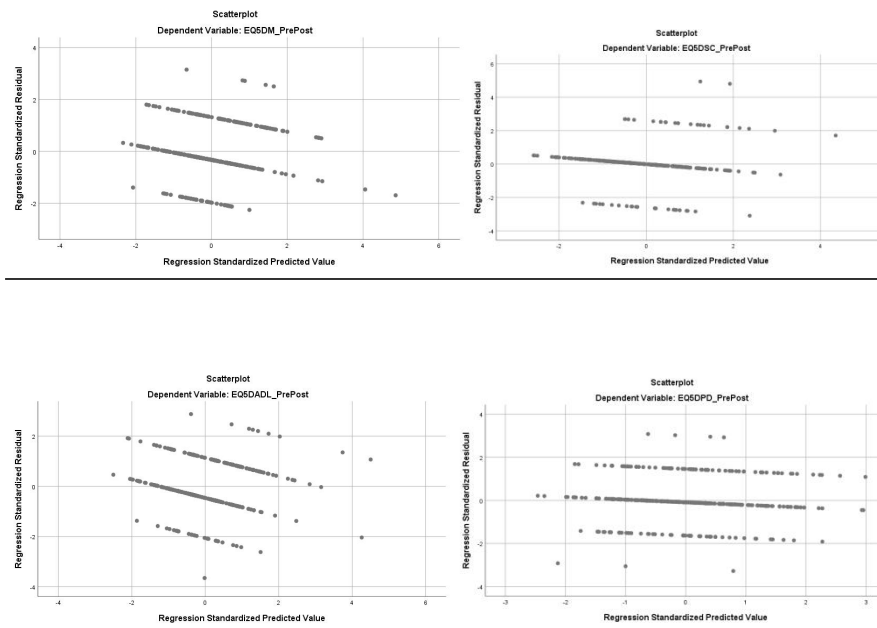 Scatterplot
Dependent Variable: EQ5DM_PrePost
4
2
0
-2
-4
-2
0
2
4
6
Regression Standardized Residual
Regression Standardized Predicted Value
Scatterplot
Dependent Variable: EQ5DSC_PrePost
6
4
2
0
-2
-4
-2
0
2
4
Regression Standardized Residual
Regression Standardized Predicted Value
Scatterplot
Dependent Variable: EQ5DADL_PrePost
2
0
-2
-4
-4
-2
0
2
4
6
Regression Standardized Residual
Regression Standardized Predicted Value
Scatterplot
Dependent Variable: EQ5DPD_PrePost
4
2
0
-2
-4
-3
-2
-1
0
1
2
3
Regression Standardized Residual
Regression Standardized Predicted Value